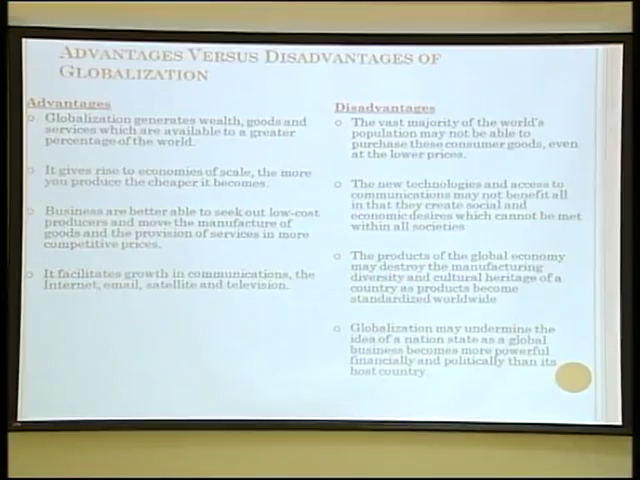 ADVANTAGES VERSUS DISADVANTAGES OF
GLOBALIZATION
Advantages
Globalization generates wealth, goods and
services which are available to a greater
percentage of the world.
It gives rise to economies of scale, the more
you produce the cheaper it becomes.
Business are better able to seek out low-cost
producers and move the manufacture of
goods and the provision of services in more
competitive prices.
It facilitates growth in communications, the
Internet, email, satellite and television.
Disadvantages
The vast majority of the world's
population may not be able to
purchase these consumer goods, even
at the lower prices.
The new technologies and access to
communications may not benefit all
in that they create social and
economic desires which cannot be met
within all societies
The products of the global economy
may destroy the manufacturing
diversity and cultural heritage of a
country as products become
standardized worldwide
Globalization may undermine the
idea of a nation state as a global
business becomes more powerful
financially and politically than its
host country.